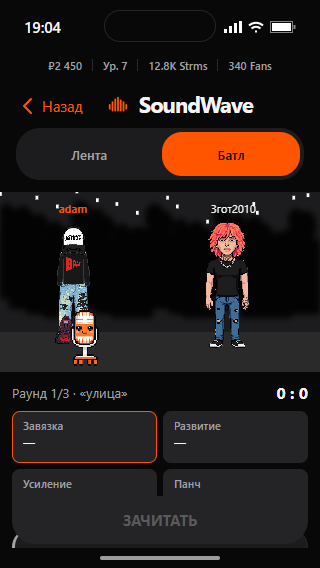 19:04
₽2 450 Ур. 7 12.8K Strms 340 Fans
Назад SoundWave
Лента Батл
adam Згот2010
Раунд 1/3 · «улица» 0 : 0
Завязка Развитие
— —
Усиление Панч
ЗАЧИТАТЬ